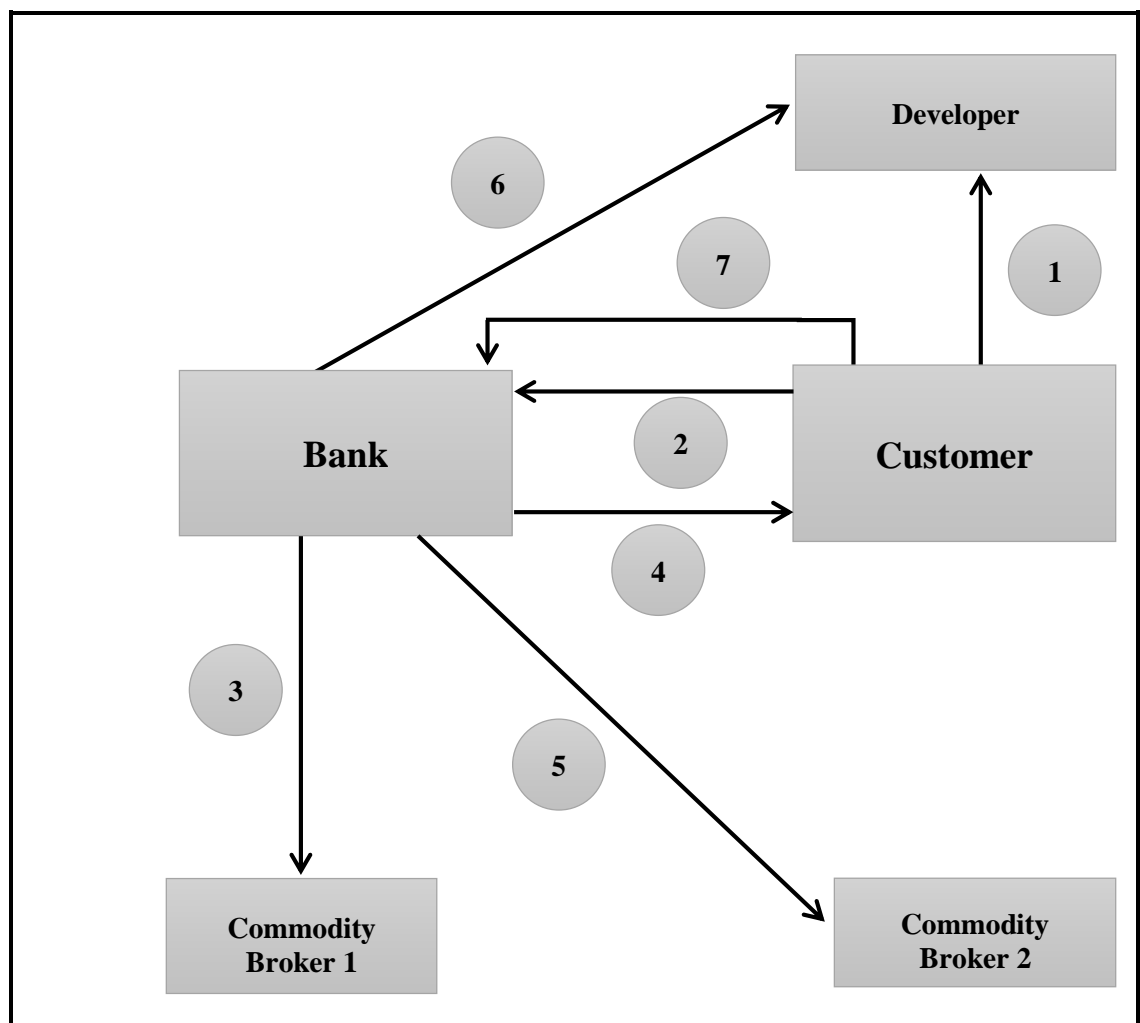 Developer
6
1
7
Bank
2
Customer
4
3
5
Commodity
Broker 1
Commodity
Broker 2